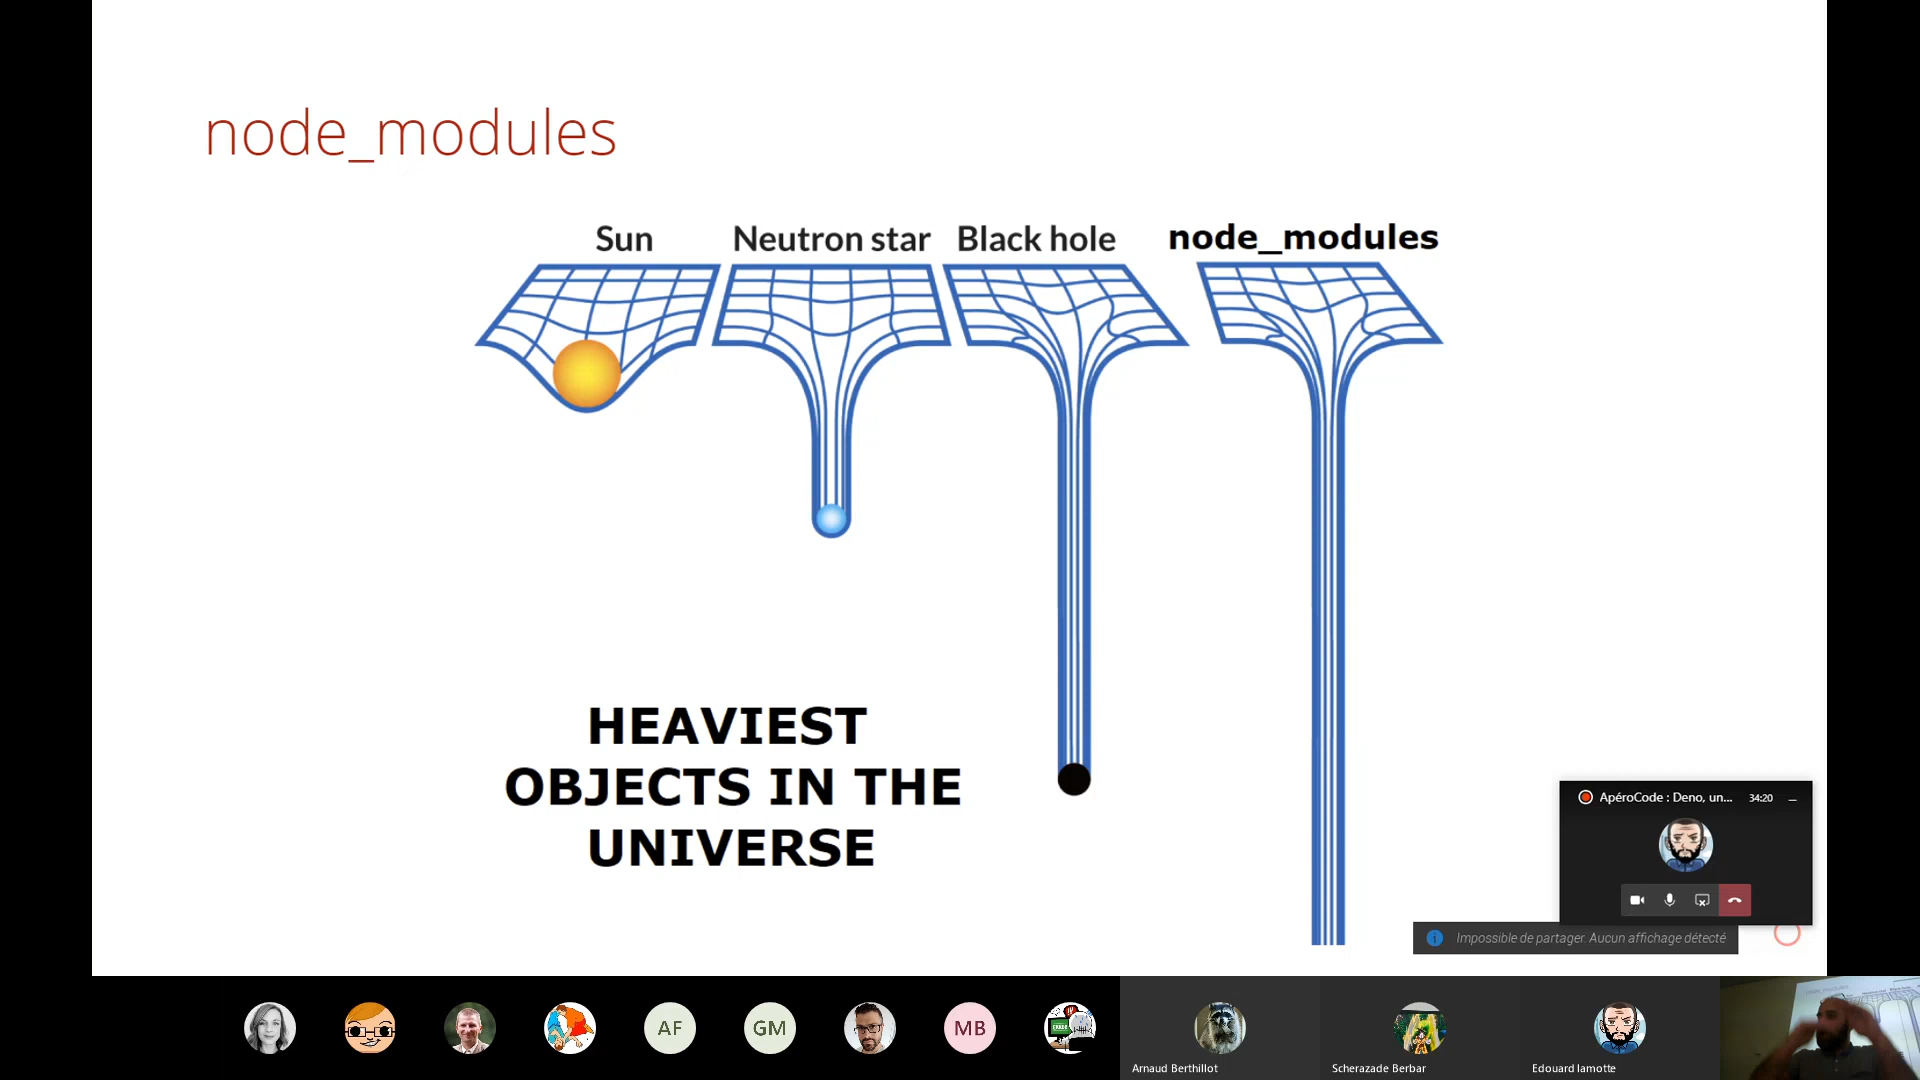 node_modules
Sun
Neutron star
Black hole
node_modules
HEAVIEST
OBJECTS IN THE
UNIVERSE
ApéroCode : Deno, un...
34:20
Impossible de partager. Aucun affichage détecté
AF
GM
MB
Arnaud Berthillot
Scherazade Berbar
Edouard lamotte